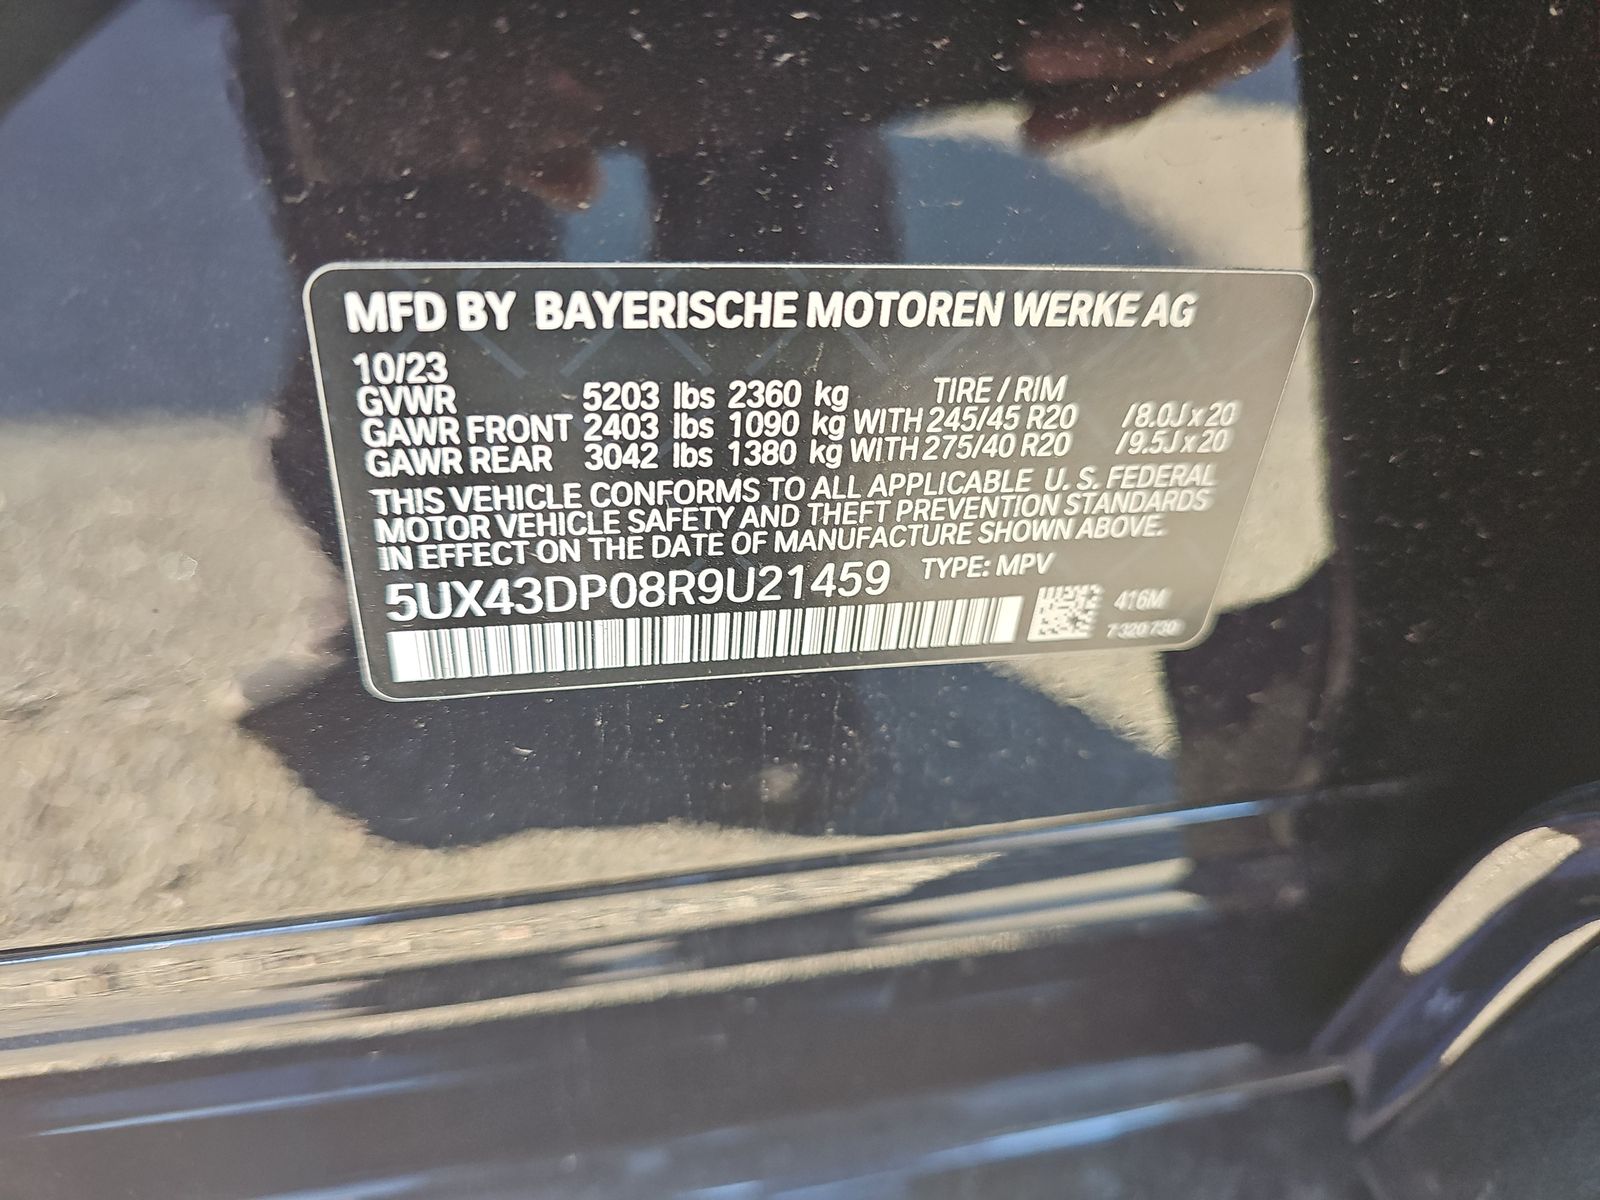 MFD BY BAYERISCHE MOTOREN WERKE AG
10/23
GVWR 5203 lbs 2360 kg TIRE / RIM
GAWR FRONT 2403 lbs 1090 kg WITH 245/45 R20 /8.0J x 20
GAWR REAR 3042 lbs 1380 kg WITH 275/40 R20 /9.5J x 20
THIS VEHICLE CONFORMS TO ALL APPLICABLE U. S. FEDERAL
MOTOR VEHICLE SAFETY AND THEFT PREVENTION STANDARDS
IN EFFECT ON THE DATE OF MANUFACTURE SHOWN ABOVE.
5UX43DP08R9U21459 TYPE: MPV
416M
7 320 730